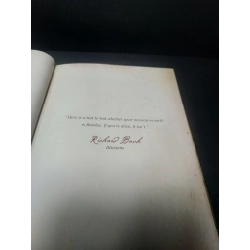 "Here is a test to find whether your mission on earth
is finished: if you're alive, it isn't."
Richard Bach
Illusions